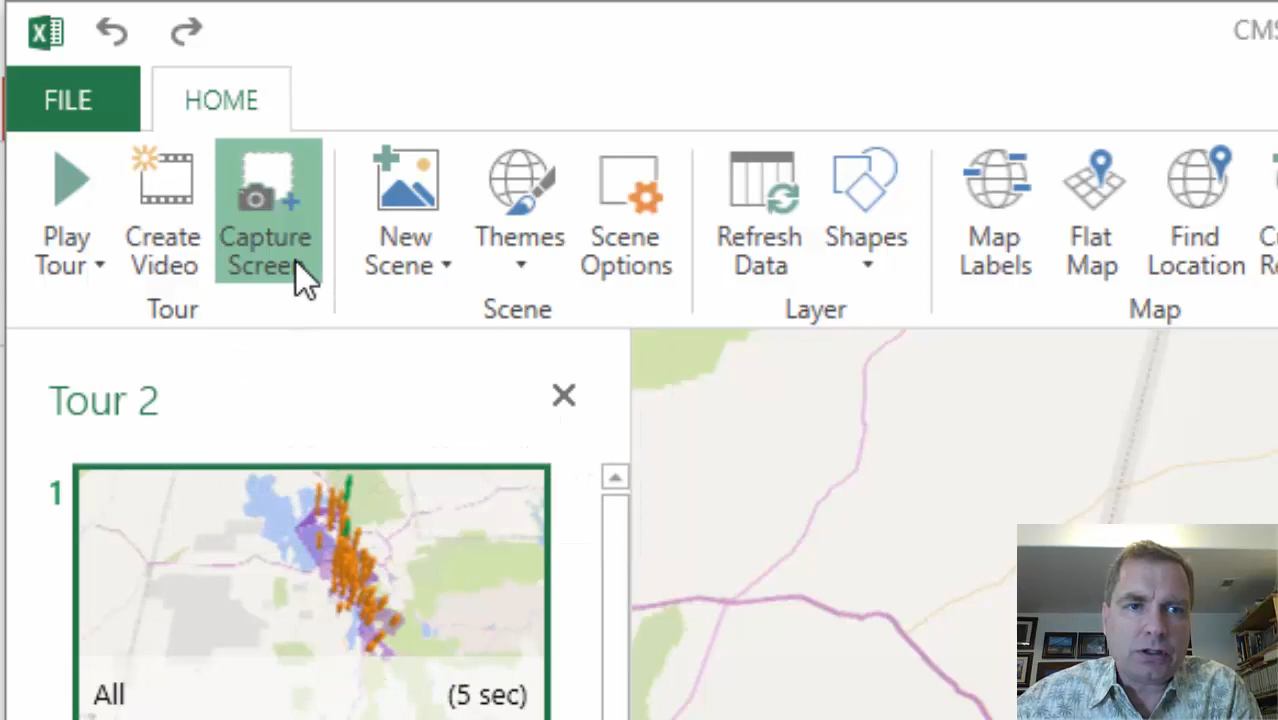 CMS
FILE
HOME
Play
Tour
Create
Video
Capture
Screen
New
Scene
Themes
Scene
Options
Refresh
Data
Shapes
Map
Labels
Flat
Map
Find
Location
Tour
Scene
Layer
Map
Tour 2
1
All
(5 sec)